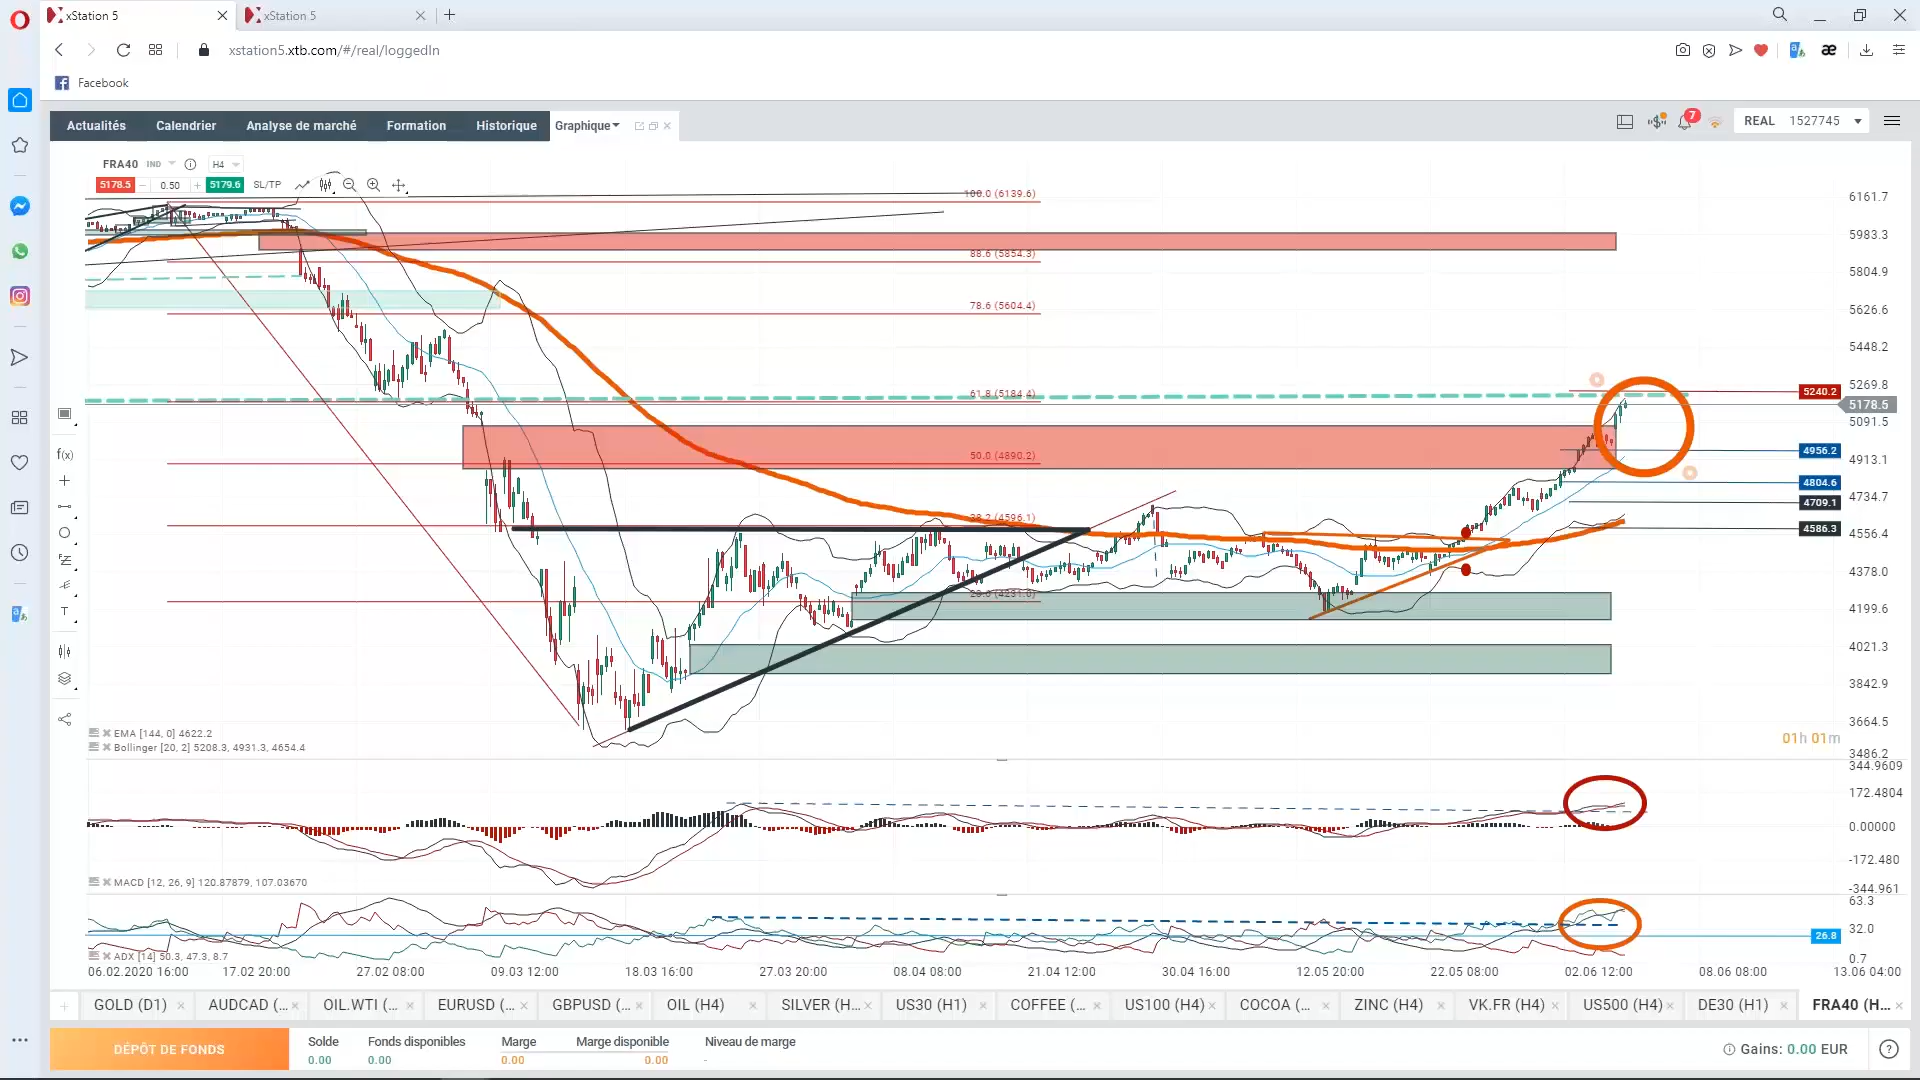 xStation 5
xStation 5
xstation5.xtb.com/#/real/loggedIn
Facebook
Actualités Calendrier Analyse de marché Formation Historique Graphique
7
REAL 1527745
FRA40 IND H4
5178.5 0.50 5179.6 SL/TP
100.0 (6139.6)
88.6 (5854.3)
78.6 (5604.4)
61.8 (5184.4)
50.0 (4890.2)
38.2 (4596.1)
6161.7
5983.3
5804.9
5626.6
5448.2
5269.8
5240.2
5178.5
5091.5
4956.2
4913.1
4804.6
4734.7
4709.1
4586.3
4556.4
4378.0
4199.6
4021.3
3842.9
3664.5
3486.2
01h 01m
f(x)
T
EMA [144, 0] 4622.2
Bollinger [20, 2] 5208.3, 4931.3, 4654.4
344.9609
172.4804
0.00000
-172.480
-344.961
MACD [12, 26, 9] 120.87879, 107.03670
63.3
32.0
26.8
0.7
ADX [14] 50.3, 47.3, 8.7
06.02.2020 16:00 17.02 20:00 27.02 08:00 09.03 12:00 18.03 16:00 27.03 20:00 08.04 08:00 21.04 12:00 30.04 16:00 12.05 20:00 22.05 08:00 02.06 12:00 08.06 08:00 13.06 04:00
GOLD (D1) AUDCAD (... OIL.WTI (... EURUSD (... GBPUSD (... OIL (H4) SILVER (H... US30 (H1) COFFEE (... US100 (H4) COCOA (... ZINC (H4) VK.FR (H4) US500 (H4) DE30 (H1) FRA40 (H...
DÉPÔT DE FONDS
Solde Fonds disponibles Marge Marge disponible Niveau de marge
0.00 0.00 0.00 0.00 -
Gains: 0.00 EUR